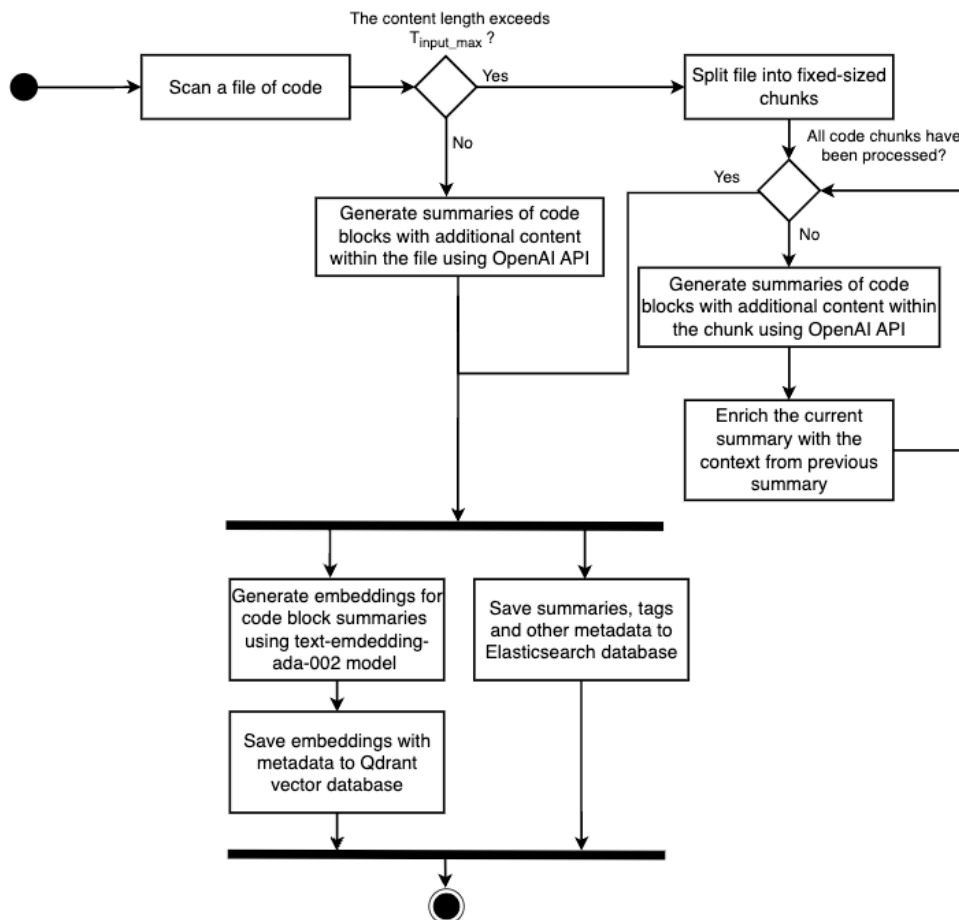 The content length exceeds
T_input_max ?
Scan a file of code
Yes
Split file into fixed-sized
chunks
No
All code chunks have
been processed?
Yes
Generate summaries of code
blocks with additional content
within the file using OpenAI API
No
Generate summaries of code
blocks with additional content within
the chunk using OpenAI API
Enrich the current
summary with the
context from previous
summary
Generate embeddings for
code block summaries
using text-emdedding-
ada-002 model
Save summaries, tags
and other metadata to
Elasticsearch database
Save embeddings with
metadata to Qdrant
vector database